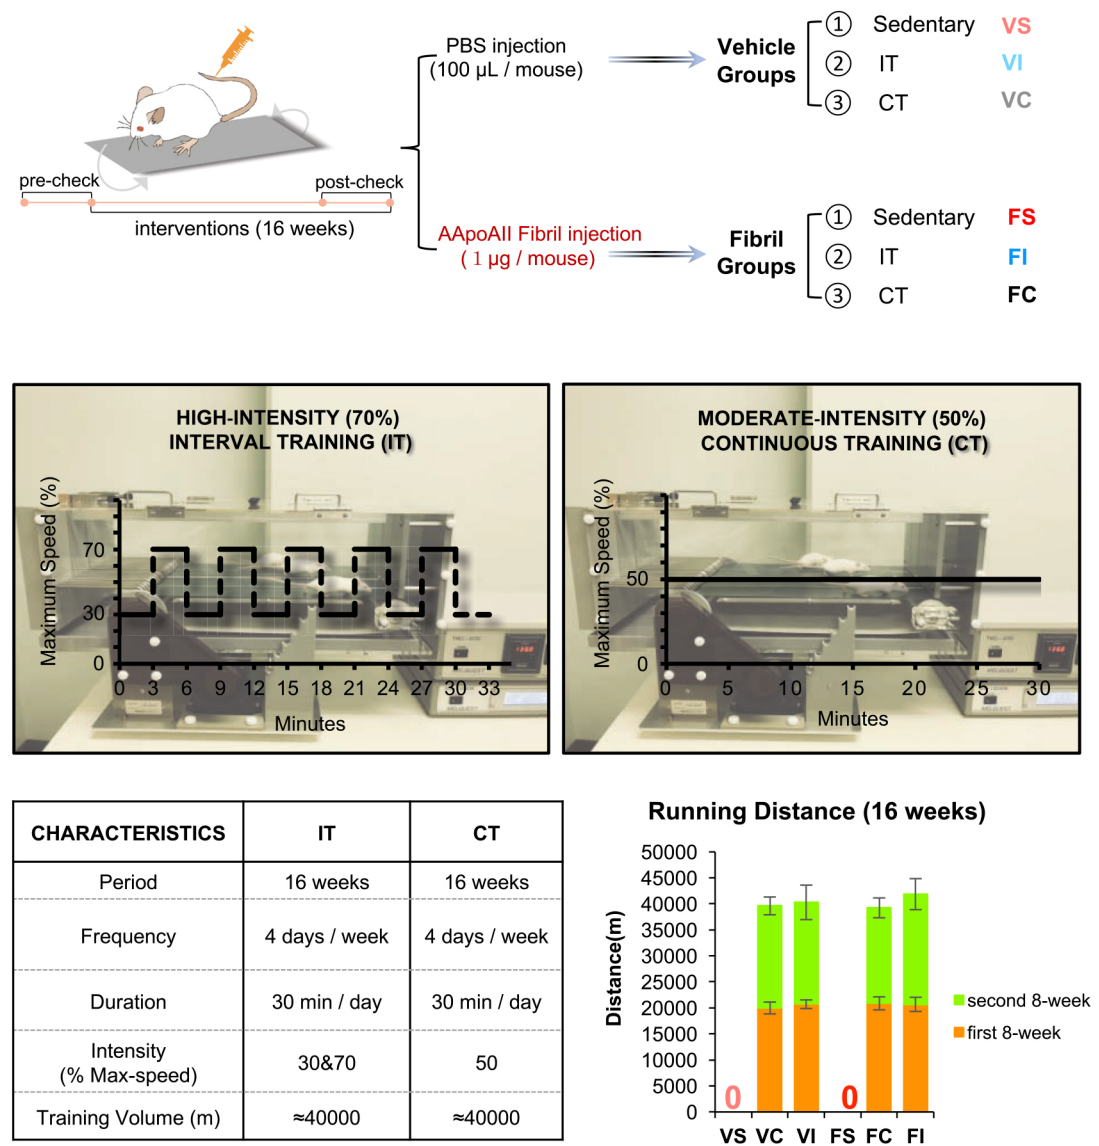 PBS injection
(100 µL / mouse)
Vehicle
Groups
① Sedentary VS
② IT VI
③ CT VC
pre-check
post-check
interventions (16 weeks)
AApoAII Fibril injection
( 1 µg / mouse)
Fibril
Groups
① Sedentary FS
② IT FI
③ CT FC
HIGH-INTENSITY (70%)
INTERVAL TRAINING (IT)
Maximum Speed (%)
70
30
0
0 3 6 9 12 15 18 21 24 27 30 33
Minutes
MODERATE-INTENSITY (50%)
CONTINUOUS TRAINING (CT)
Maximum Speed (%)
50
0
0 5 10 15 20 25 30
Minutes
CHARACTERISTICS IT CT
Period 16 weeks 16 weeks
Frequency 4 days / week 4 days / week
Duration 30 min / day 30 min / day
Intensity
(% Max-speed) 30&70 50
Training Volume (m) ≈40000 ≈40000
Running Distance (16 weeks)
Distance(m)
50000
45000
40000
35000
30000
25000
20000
15000
10000
5000
0
0 0
VS VC VI FS FC FI
second 8-week
first 8-week